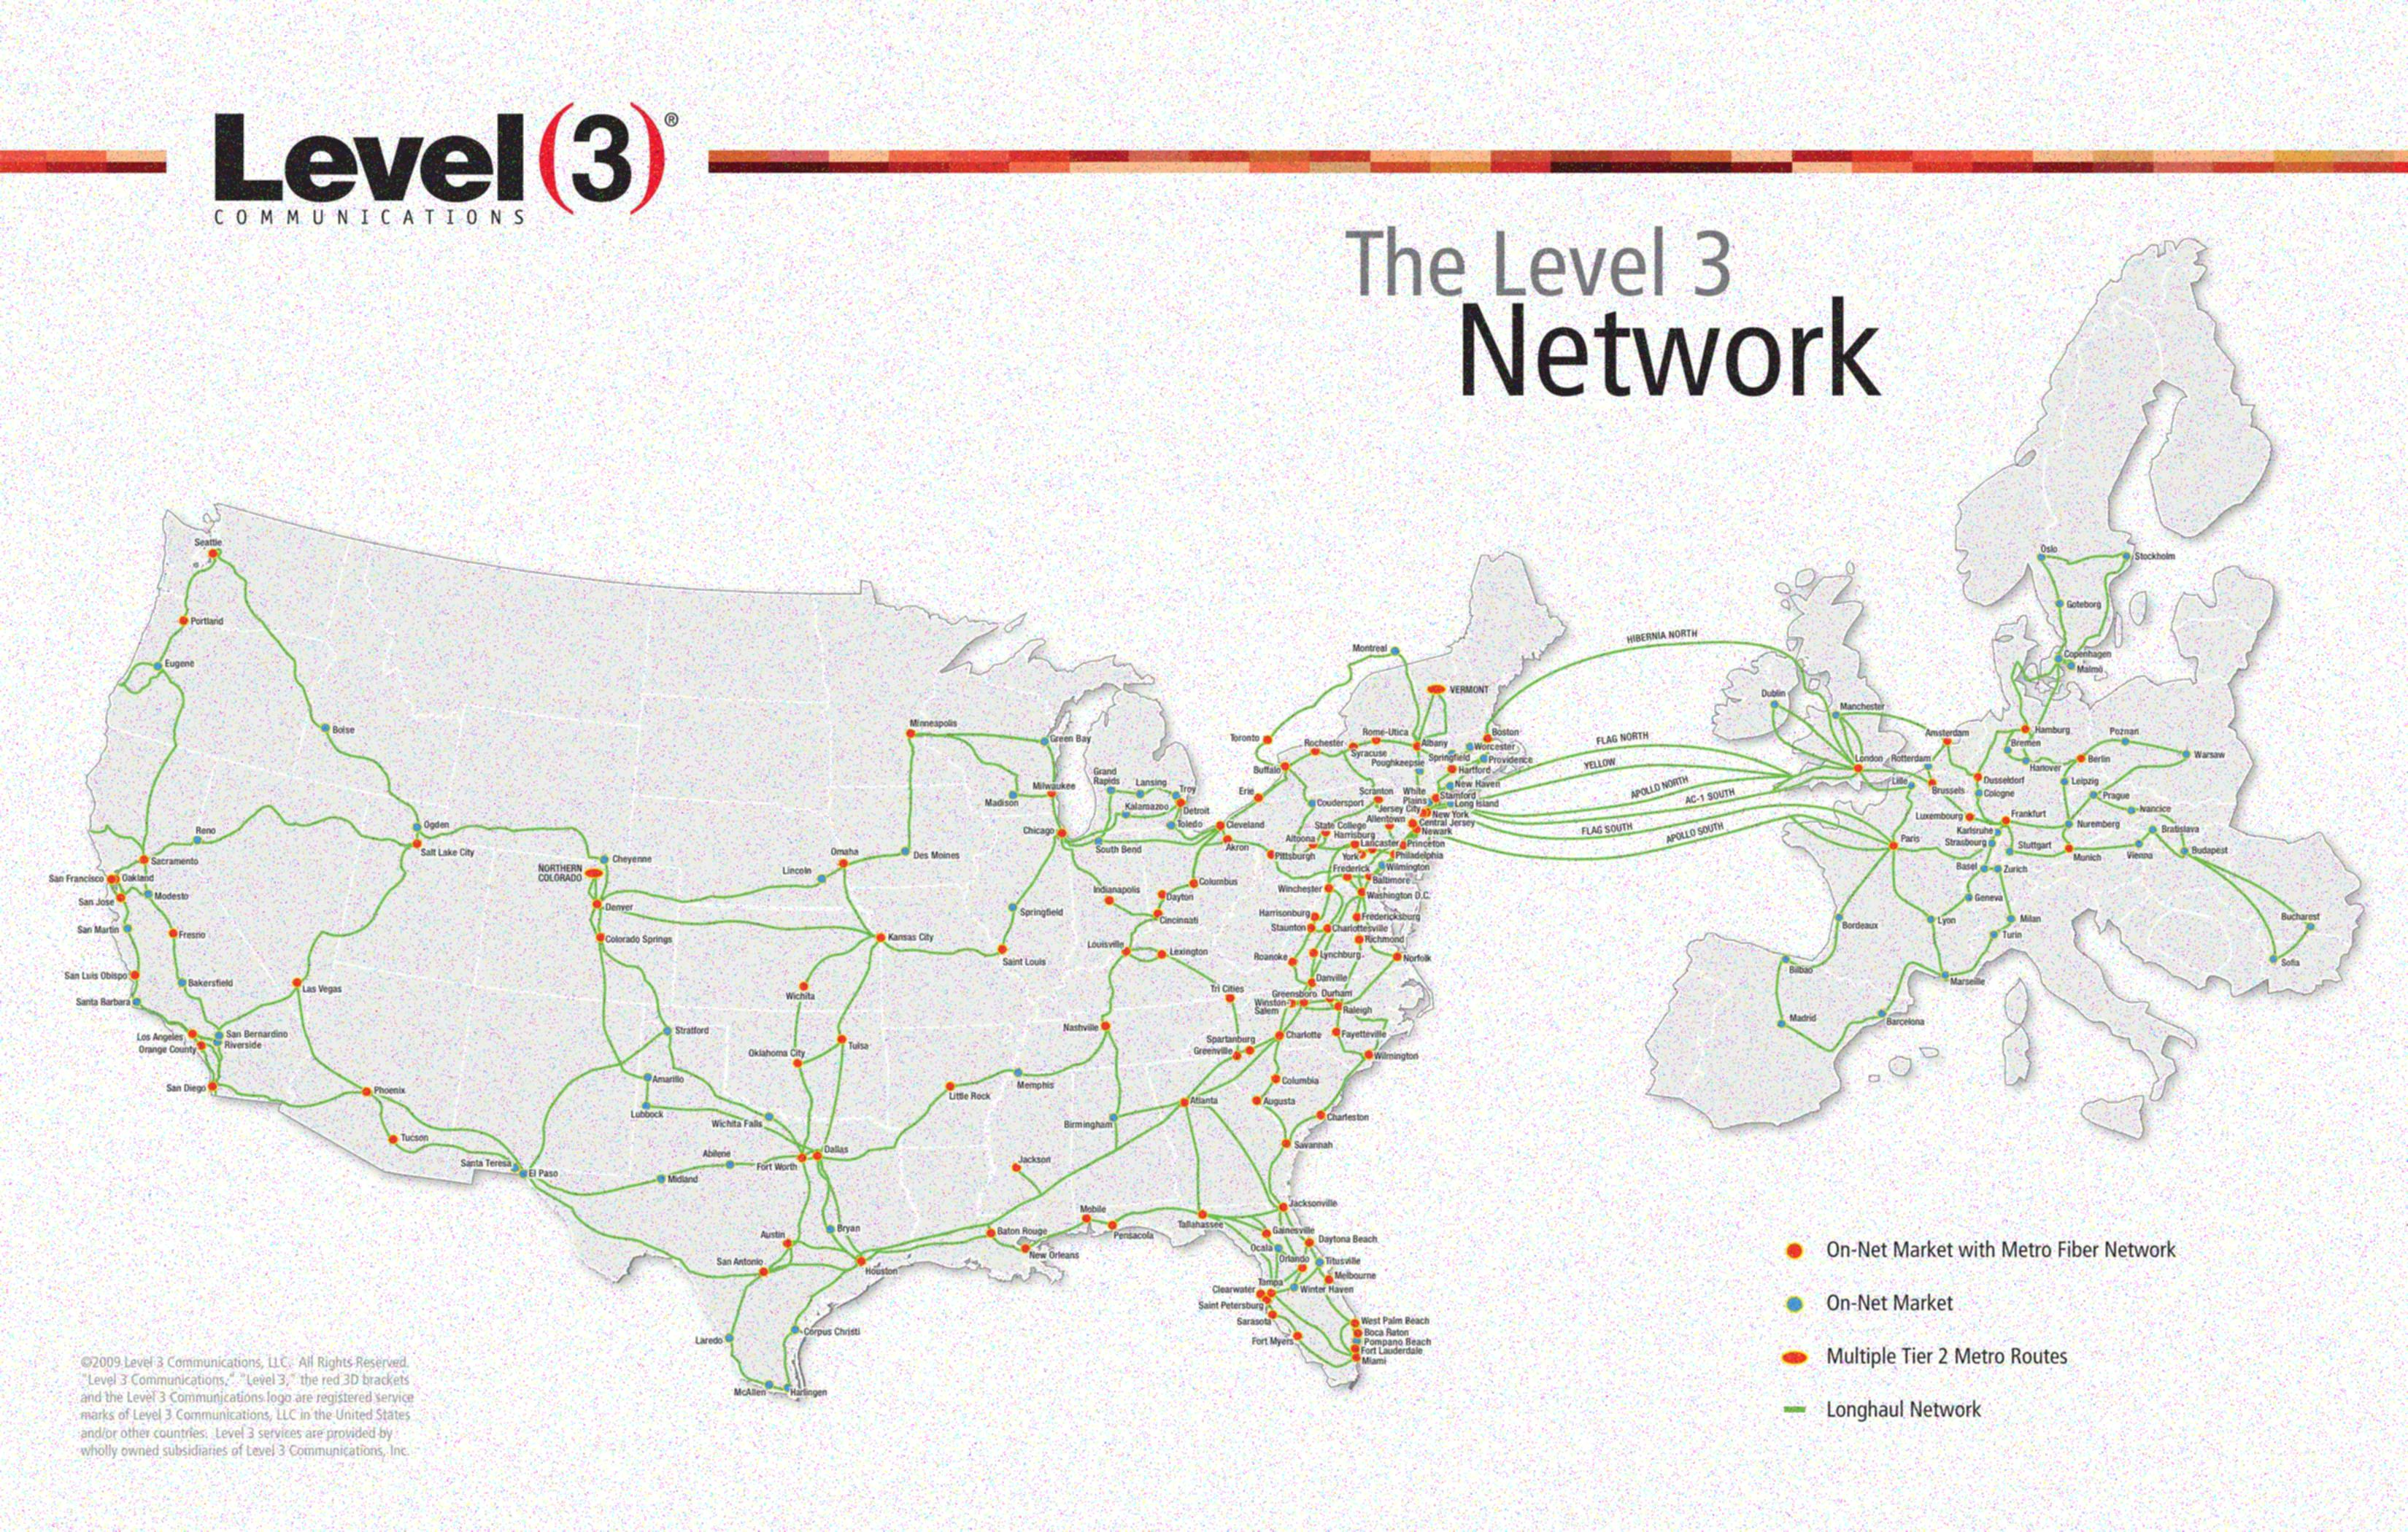 Level(3)®
COMMUNICATIONS
The Level 3
Network
Seattle
Portland
Eugene
Boise
Reno
Ogden
Salt Lake City
Sacramento
San Francisco
Oakland
Modesto
San Jose
San Martin
Fresno
San Luis Obispo
Bakersfield
Santa Barbara
Las Vegas
Los Angeles
Orange County
San Bernardino
Riverside
San Diego
Phoenix
Tucson
Santa Teresa
El Paso
NORTHERN
COLORADO
Cheyenne
Denver
Colorado Springs
Stratford
Amarillo
Lubbock
Wichita Falls
Abilene
Midland
Fort Worth
Dallas
Austin
Bryan
San Antonio
Houston
Laredo
Corpus Christi
McAllen
Harlingen
Minneapolis
Green Bay
Madison
Milwaukee
Chicago
Omaha
Lincoln
Des Moines
Springfield
Kansas City
Saint Louis
Wichita
Oklahoma City
Tulsa
Little Rock
Memphis
Nashville
Birmingham
Jackson
Baton Rouge
New Orleans
Mobile
Pensacola
Grand
Rapids
Lansing
Troy
Kalamazoo
Detroit
Toledo
South Bend
Cleveland
Akron
Columbus
Indianapolis
Dayton
Cincinnati
Louisville
Lexington
Tri Cities
Spartanburg
Greenville
Charlotte
Columbia
Augusta
Atlanta
Charleston
Savannah
Jacksonville
Tallahassee
Gainesville
Daytona Beach
Ocala
Orlando
Titusville
Melbourne
Tampa
Winter Haven
Clearwater
Saint Petersburg
Sarasota
Fort Myers
West Palm Beach
Boca Raton
Pompano Beach
Fort Lauderdale
Miami
Montreal
VERMONT
Toronto
Buffalo
Rochester
Rome-Utica
Syracuse
Albany
Poughkeepsie
Boston
Worcester
Springfield
Providence
Hartford
New Haven
Stamford
Long Island
White
Plains
Erie
Coudersport
Scranton
Jersey City
New York
Central Jersey
Newark
Allentown
State College
Altoona
Harrisburg
Lancaster
Princeton
Pittsburgh
York
Philadelphia
Wilmington
Frederick
Baltimore
Winchester
Washington D.C.
Harrisonburg
Fredericksburg
Staunton
Charlottesville
Richmond
Roanoke
Lynchburg
Norfolk
Danville
Greensboro
Durham
Winston-
Salem
Raleigh
Fayetteville
Wilmington
HIBERNIA NORTH
FLAG NORTH
YELLOW
APOLLO NORTH
AC-1 SOUTH
FLAG SOUTH
APOLLO SOUTH
Oslo
Stockholm
Goteborg
Copenhagen
Malmö
Dublin
Manchester
London
Amsterdam
Rotterdam
Hamburg
Bremen
Hanover
Berlin
Poznan
Warsaw
Lille
Brussels
Dusseldorf
Cologne
Leipzig
Prague
Luxembourg
Frankfurt
Karlsruhe
Nuremberg
Bratislava
Strasbourg
Stuttgart
Munich
Vienna
Budapest
Paris
Basel
Zurich
Geneva
Lyon
Milan
Turin
Bordeaux
Bilbao
Marseille
Madrid
Barcelona
Bucharest
Sofia
On-Net Market with Metro Fiber Network
On-Net Market
Multiple Tier 2 Metro Routes
Longhaul Network
©2009 Level 3 Communications, LLC. All Rights Reserved.
"Level 3 Communications," "Level 3," the red 3D brackets
and the Level 3 Communications logo are registered service
marks of Level 3 Communications, LLC in the United States
and/or other countries. Level 3 services are provided by
wholly owned subsidiaries of Level 3 Communications, Inc.